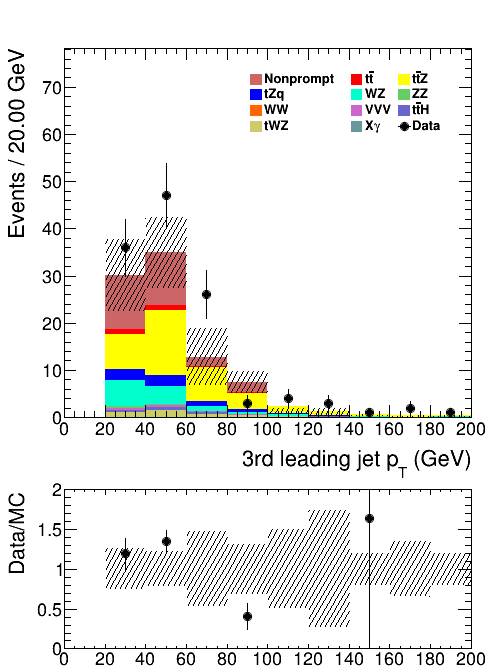 Events / 20.00 GeV
70
60
50
40
30
20
10
0
Nonprompt tt̄ tt̄Z
tZq WZ ZZ
WW VVV tt̄H
tWZ Xγ Data
0 20 40 60 80 100 120 140 160 180 200
3rd leading jet p_T (GeV)
Data/MC
2
1.5
1
0.5
0
0 20 40 60 80 100 120 140 160 180 200